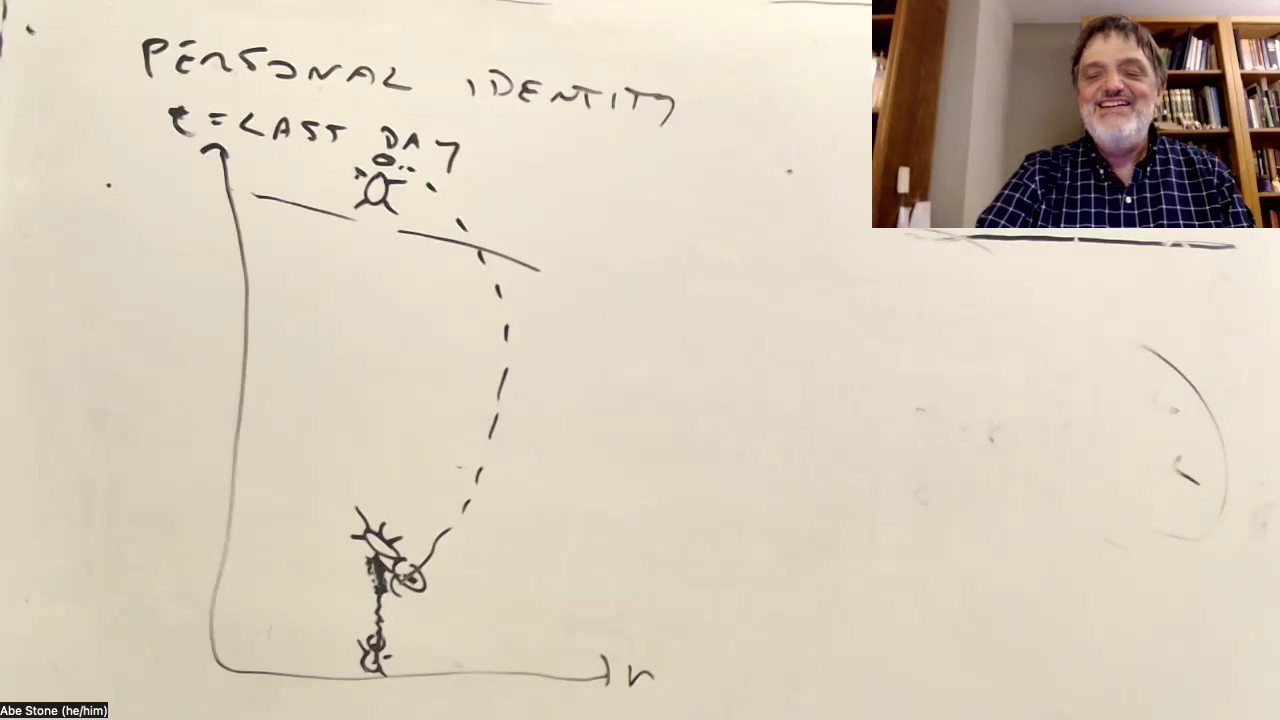 PERSONAL IDENTITY
t = LAST DAY
r
Abe Stone (he/him)